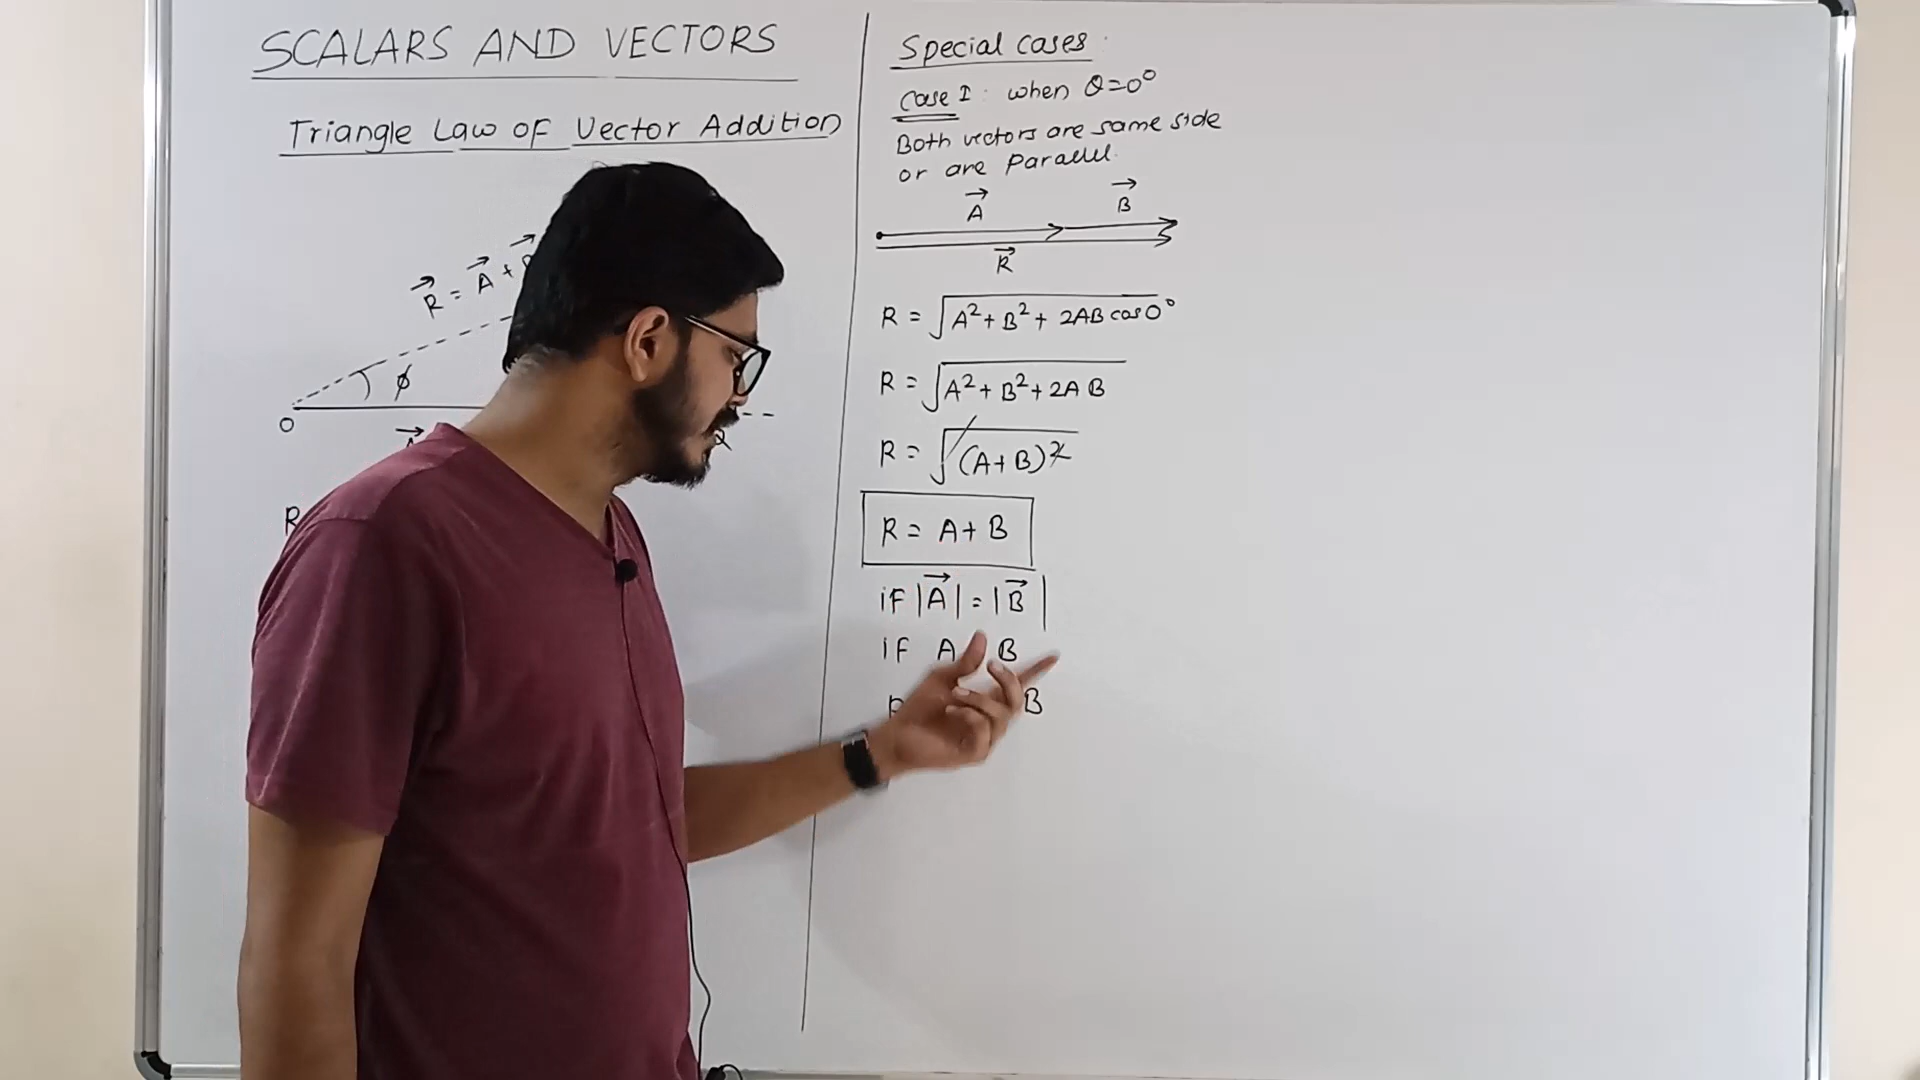 SCALARS AND VECTORS
Triangle Law OF Vector Addition
R⃗ = A⃗ +
ϕ
O
R
Special cases:
Case I: when θ=0°
Both vectors are same side
or are parallel.
A⃗ B⃗
R⃗
R = √(A² + B² + 2AB cos 0°)
R = √(A² + B² + 2AB)
R = √(A+B)²
R = A+B
iF |A⃗| = |B⃗|
iF A B
B